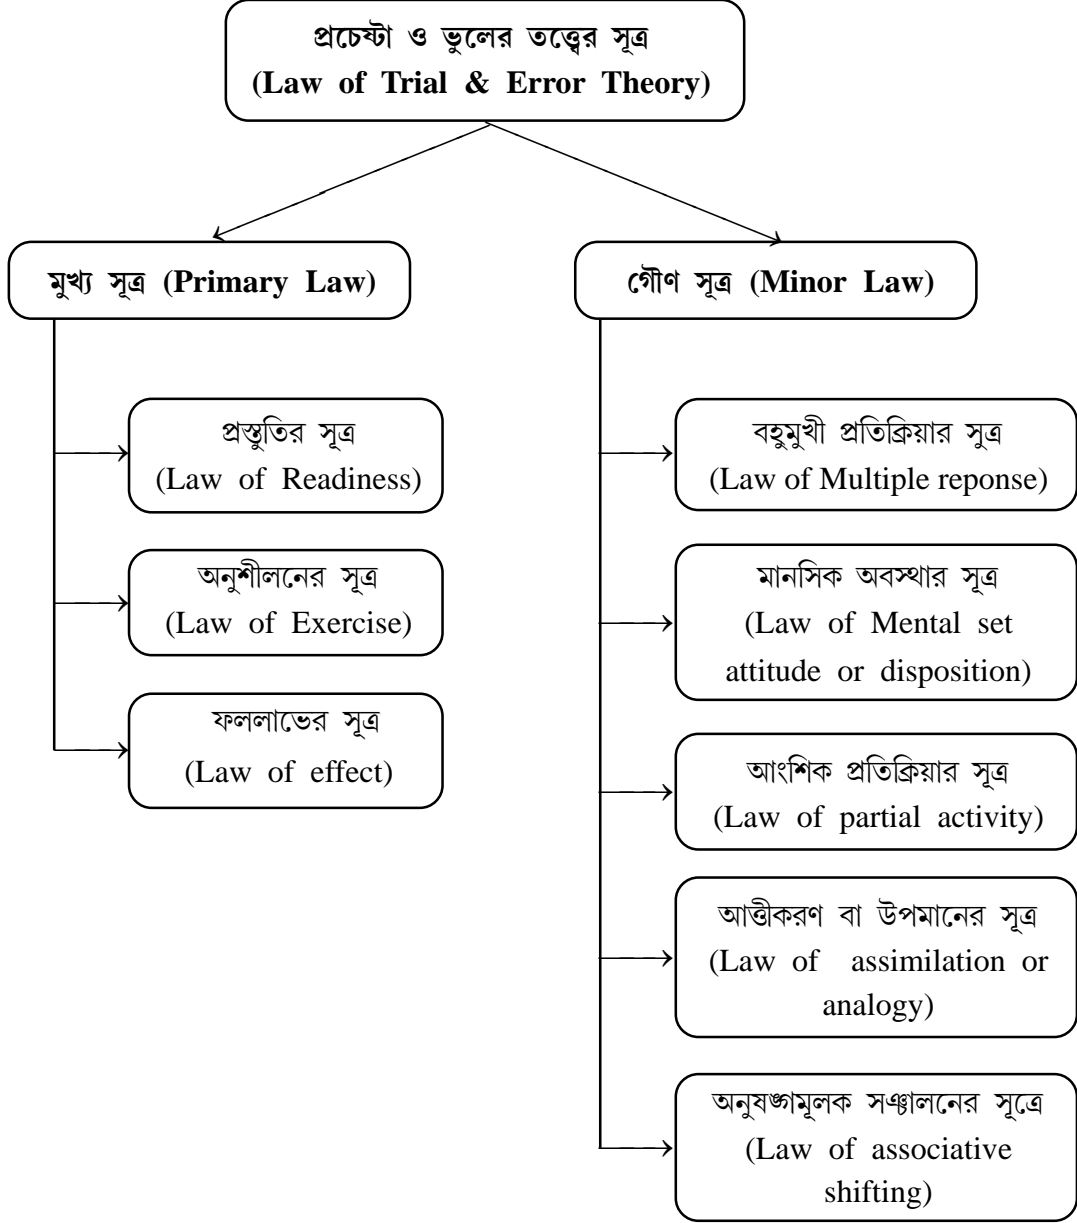 প্রচেষ্টা ও ভুলের তত্ত্বের সূত্র
(Law of Trial & Error Theory)
মুখ্য সূত্র (Primary Law)
প্রস্তুতির সূত্র
(Law of Readiness)
অনুশীলনের সূত্র
(Law of Exercise)
ফললাভের সূত্র
(Law of effect)
গৌণ সূত্র (Minor Law)
বহুমুখী প্রতিক্রিয়ার সুত্র
(Law of Multiple reponse)
মানসিক অবস্থার সূত্র
(Law of Mental set
attitude or disposition)
আংশিক প্রতিক্রিয়ার সূত্র
(Law of partial activity)
আত্তীকরণ বা উপমানের সূত্র
(Law of assimilation or
analogy)
অনুষঙ্গমূলক সঞ্চালনের সূত্রে
(Law of associative
shifting)